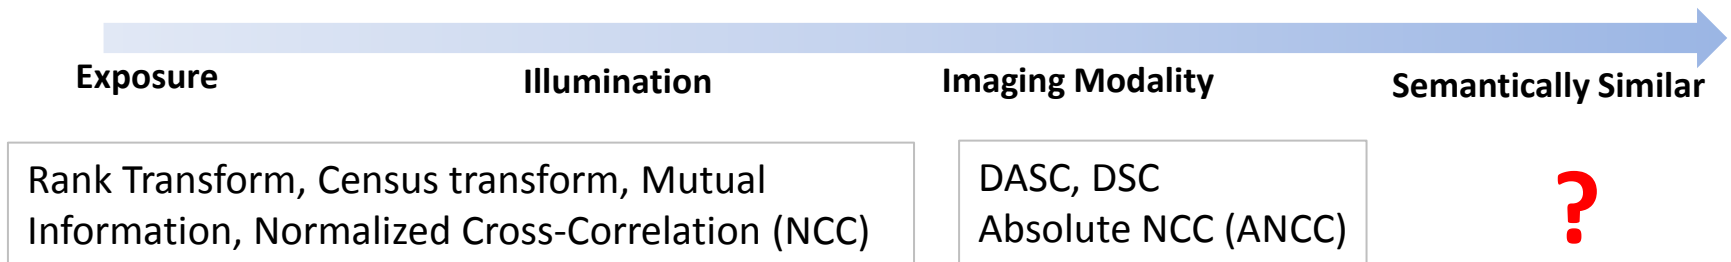 Exposure
Illumination
Imaging Modality
Semantically Similar
Rank Transform, Census transform, Mutual
Information, Normalized Cross-Correlation (NCC)
DASC, DSC
Absolute NCC (ANCC)
?